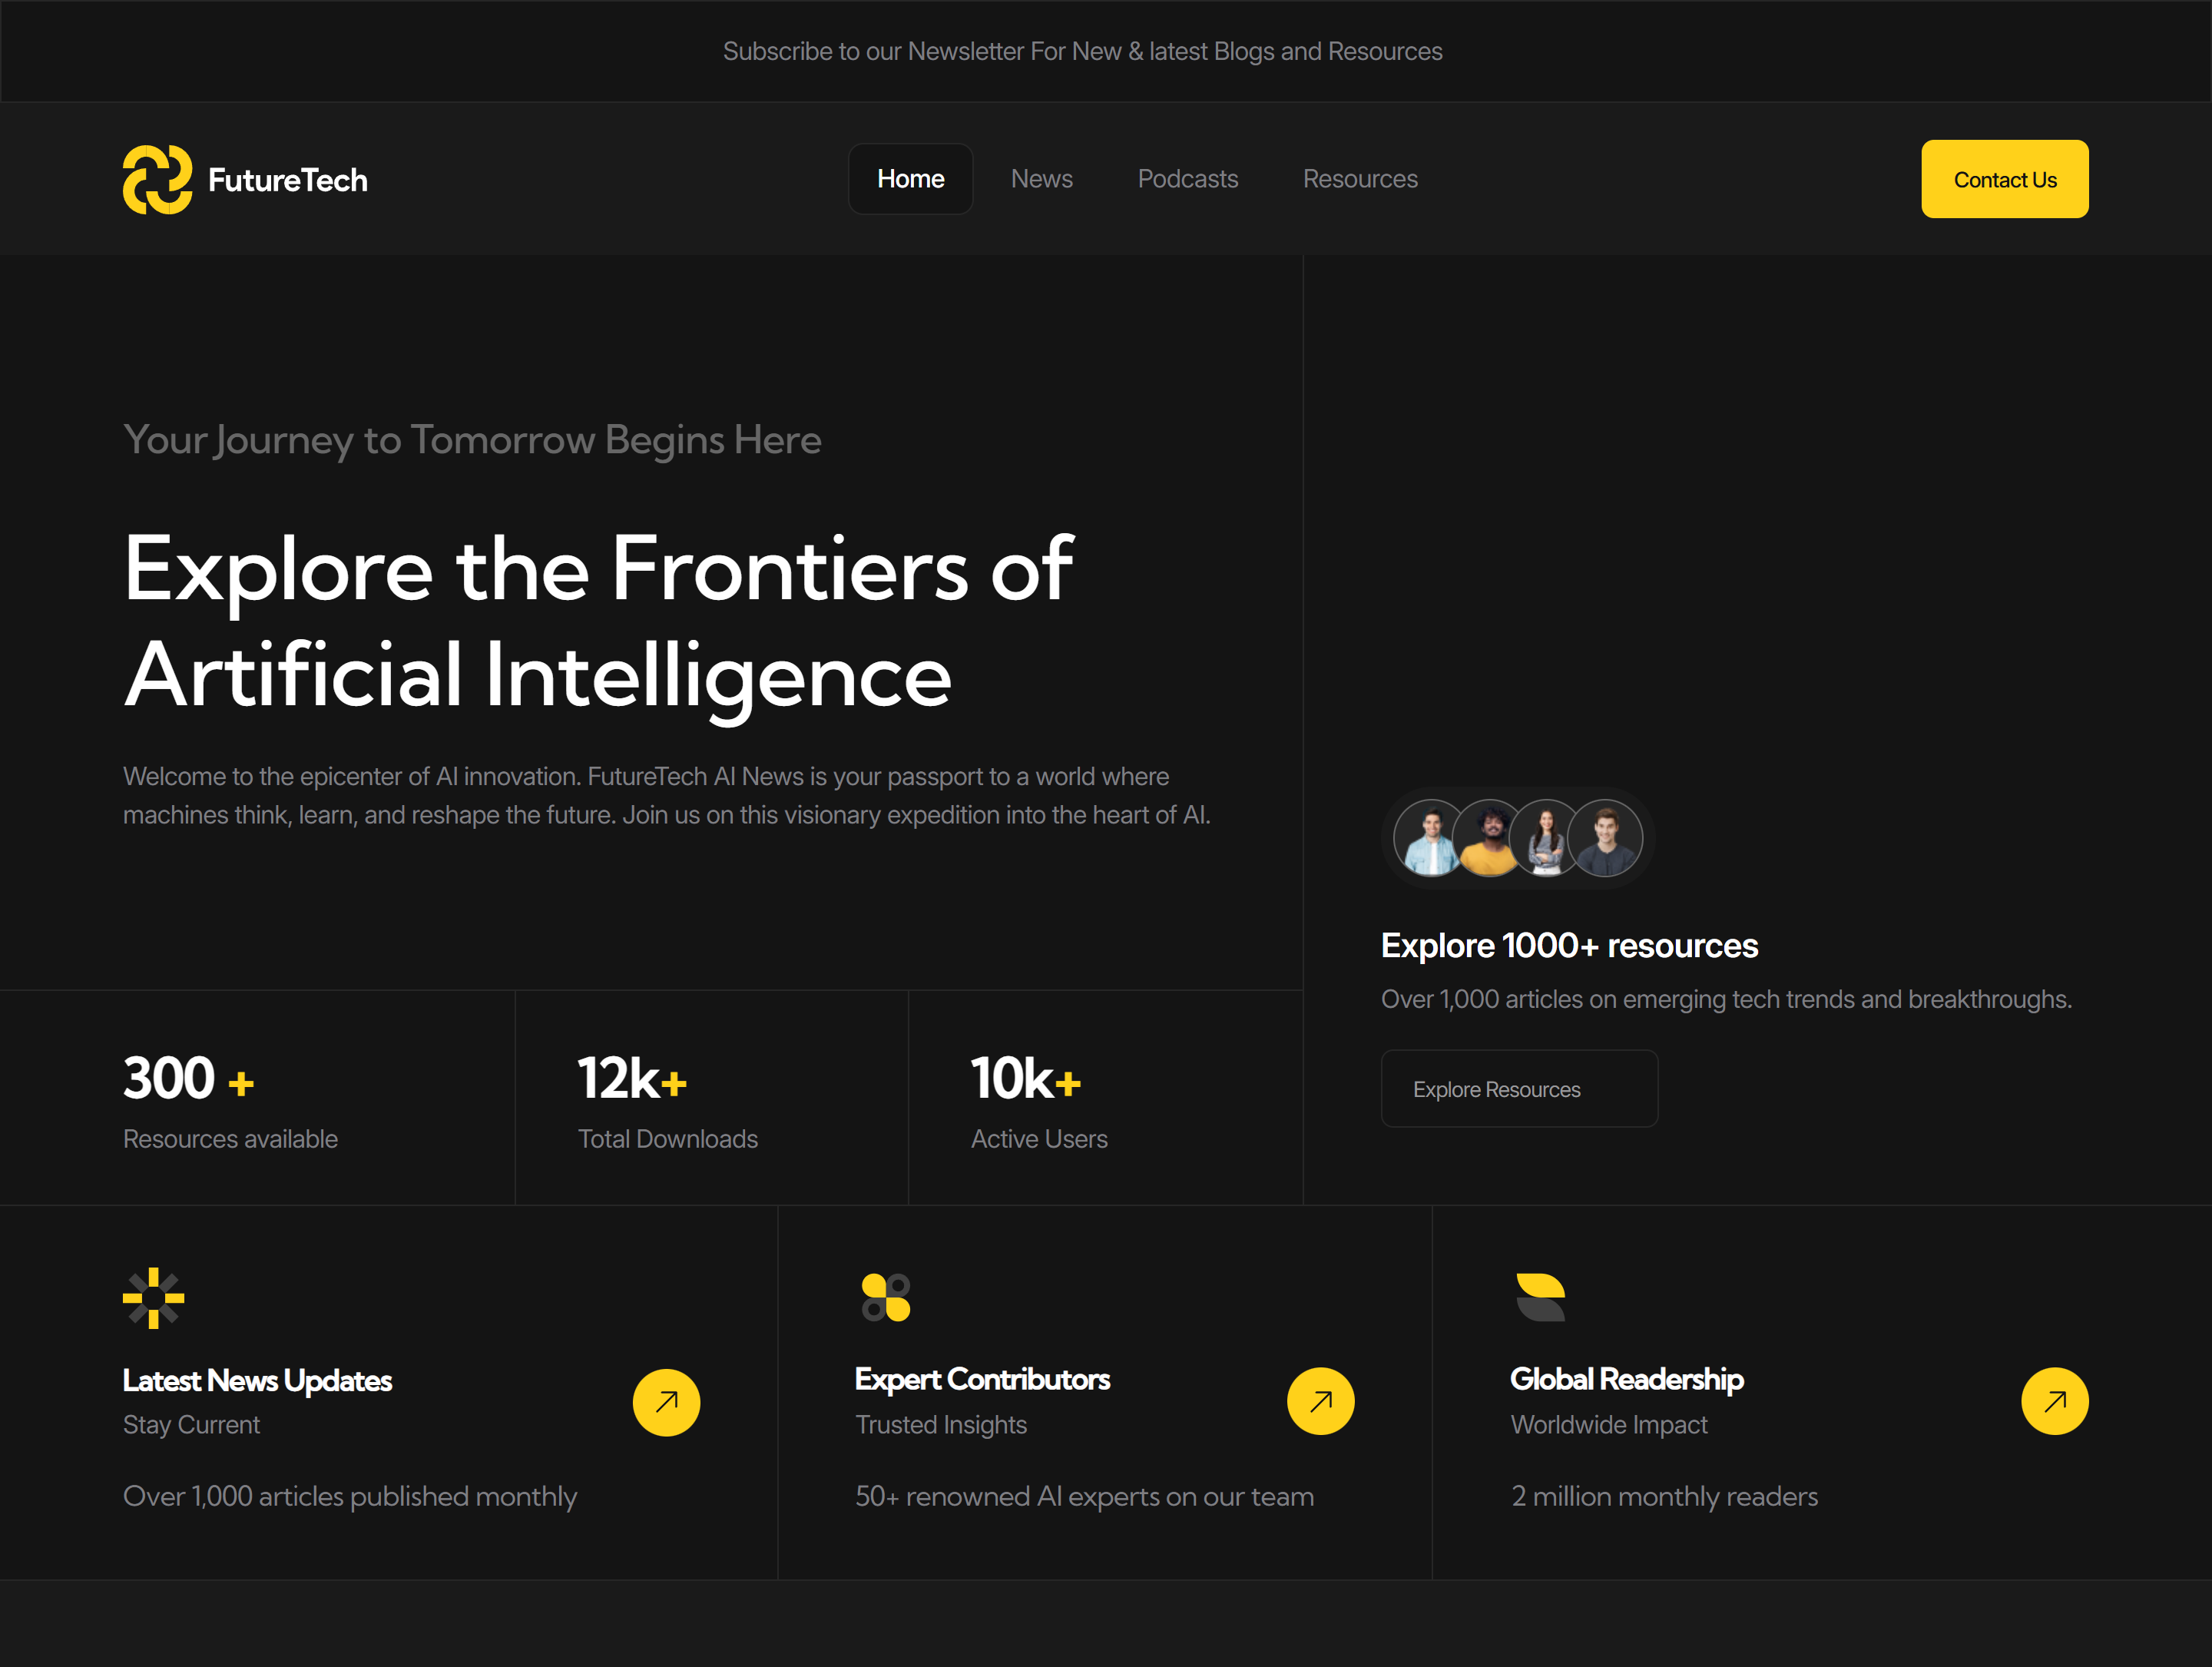 Subscribe to our Newsletter For New & latest Blogs and Resources
FutureTech
Home
News
Podcasts
Resources
Contact Us
Your Journey to Tomorrow Begins Here
Explore the Frontiers of
Artificial Intelligence
Welcome to the epicenter of AI innovation. FutureTech AI News is your passport to a world where
machines think, learn, and reshape the future. Join us on this visionary expedition into the heart of AI.
300 +
Resources available
12k+
Total Downloads
10k+
Active Users
Explore 1000+ resources
Over 1,000 articles on emerging tech trends and breakthroughs.
Explore Resources
Latest News Updates
Stay Current
Over 1,000 articles published monthly
Expert Contributors
Trusted Insights
50+ renowned AI experts on our team
Global Readership
Worldwide Impact
2 million monthly readers